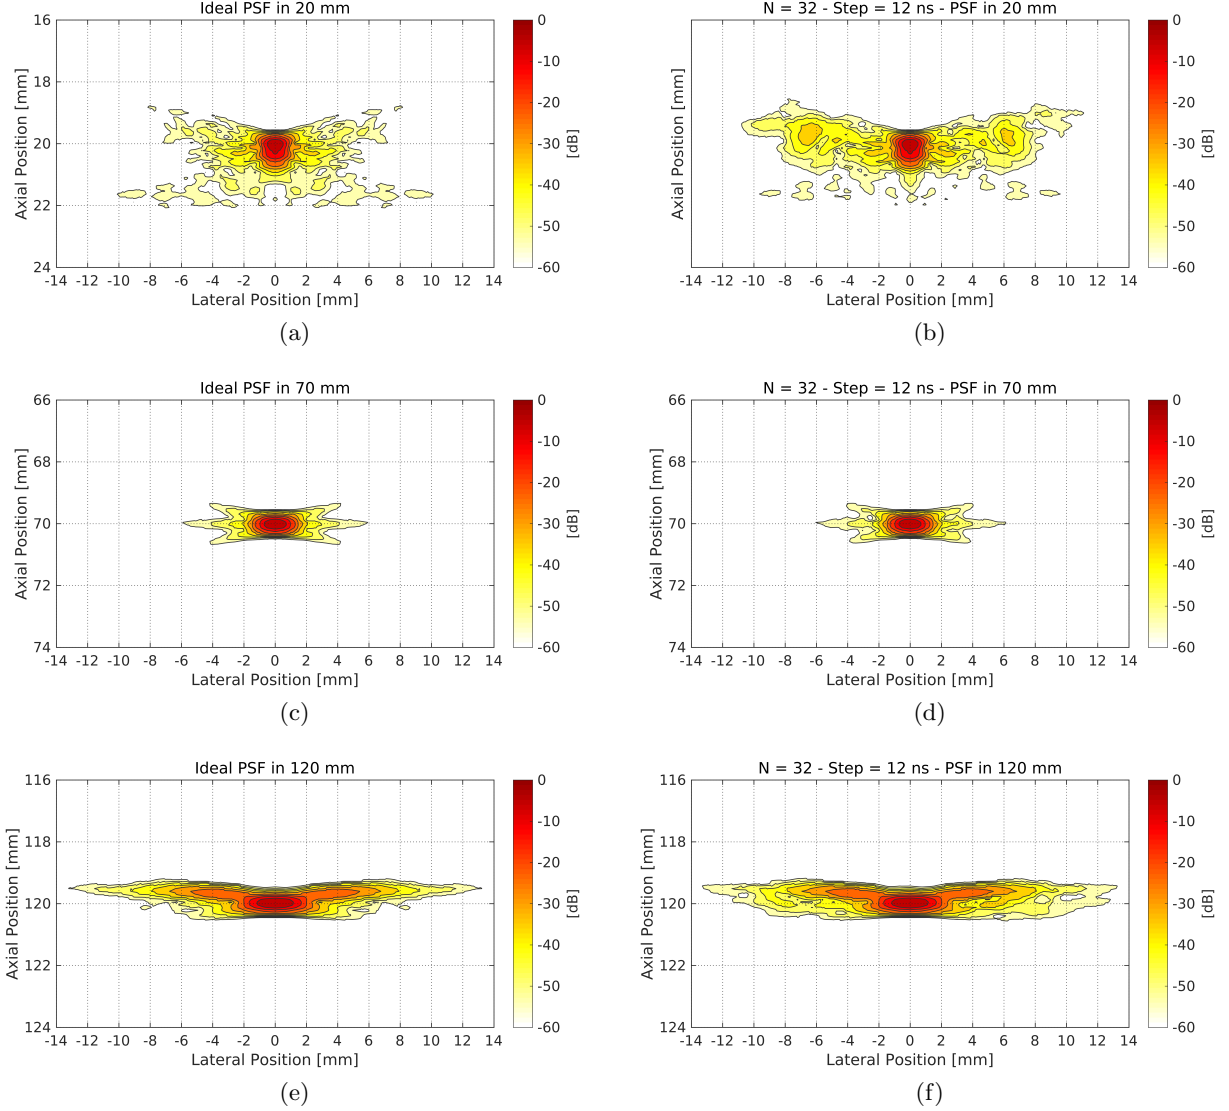 Ideal PSF in 20 mm
16
18
20
22
24
Axial Position [mm]
-14 -12 -10 -8 -6 -4 -2 0 2 4 6 8 10 12 14
Lateral Position [mm]
0
-10
-20
-30
-40
-50
-60
[dB]
(a)
N = 32 - Step = 12 ns - PSF in 20 mm
Axial Position [mm]
-14 -12 -10 -8 -6 -4 -2 0 2 4 6 8 10 12 14
Lateral Position [mm]
0
-10
-20
-30
-40
-50
-60
[dB]
(b)
Ideal PSF in 70 mm
66
68
70
72
74
Axial Position [mm]
-14 -12 -10 -8 -6 -4 -2 0 2 4 6 8 10 12 14
Lateral Position [mm]
0
-10
-20
-30
-40
-50
-60
[dB]
(c)
N = 32 - Step = 12 ns - PSF in 70 mm
66
68
70
72
74
Axial Position [mm]
-14 -12 -10 -8 -6 -4 -2 0 2 4 6 8 10 12 14
Lateral Position [mm]
0
-10
-20
-30
-40
-50
-60
[dB]
(d)
Ideal PSF in 120 mm
116
118
120
122
124
Axial Position [mm]
-14 -12 -10 -8 -6 -4 -2 0 2 4 6 8 10 12 14
Lateral Position [mm]
0
-10
-20
-30
-40
-50
-60
[dB]
(e)
N = 32 - Step = 12 ns - PSF in 120 mm
116
118
120
122
124
Axial Position [mm]
-14 -12 -10 -8 -6 -4 -2 0 2 4 6 8 10 12 14
Lateral Position [mm]
0
-10
-20
-30
-40
-50
-60
[dB]
(f)